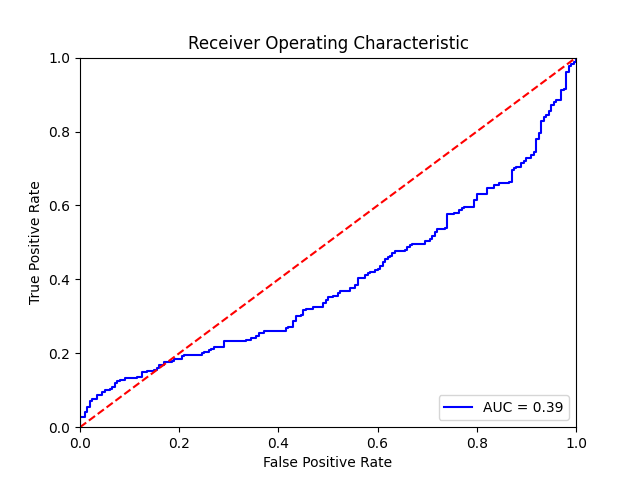 Receiver Operating Characteristic
1.0
0.8
0.6
0.4
0.2
0.0
True Positive Rate
AUC = 0.39
0.0 0.2 0.4 0.6 0.8 1.0
False Positive Rate